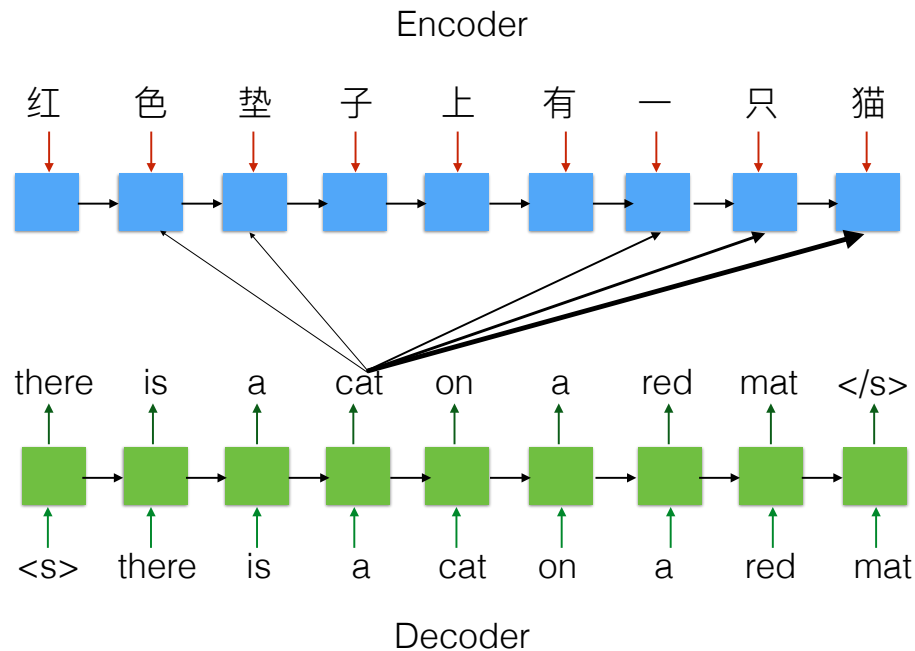 Encoder
红 色 垫 子 上 有 一 只 猫
there is a cat on a red mat </s>
<s> there is a cat on a red mat
Decoder